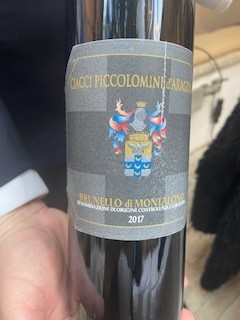 CIACCI PICCOLOMINI d'ARAGONA
BRUNELLO di MONTALCINO
DENOMINAZIONE DI ORIGINE CONTROLLATA E GARANTITA
2017